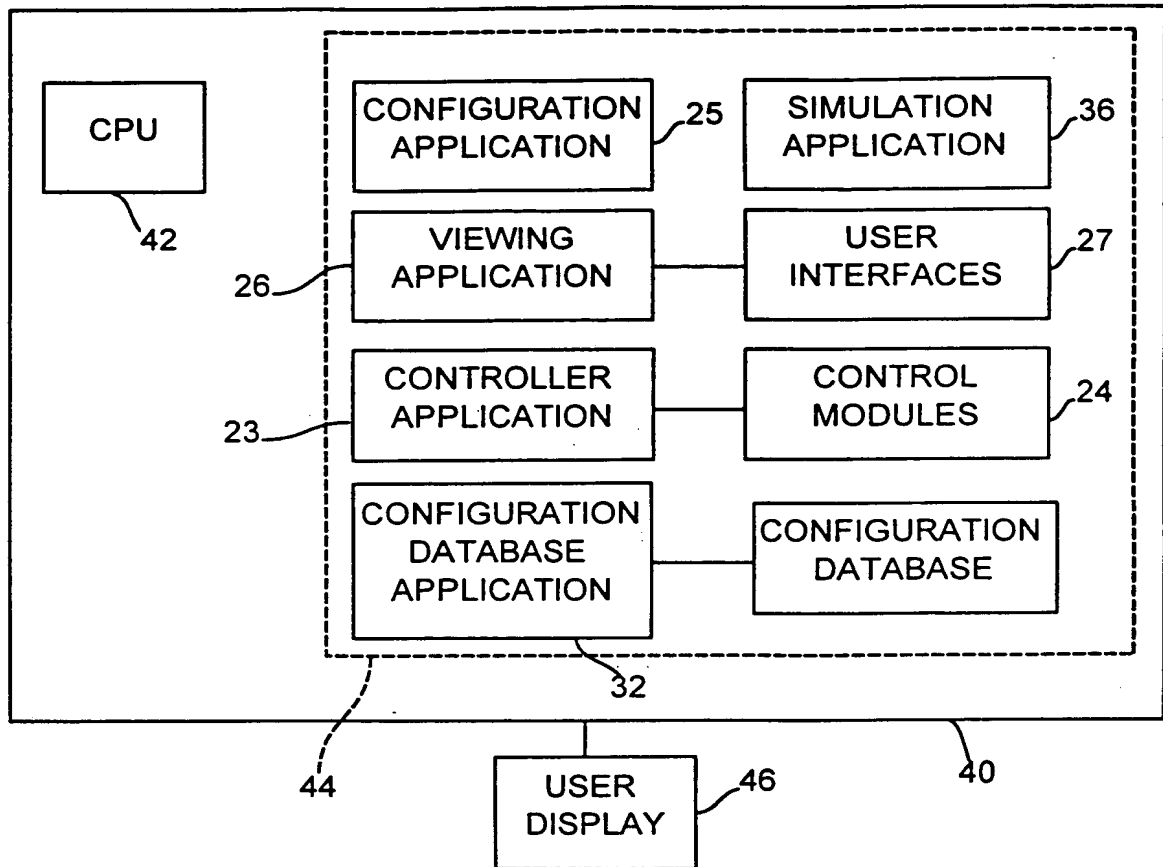 CPU
42
CONFIGURATION
APPLICATION
25
SIMULATION
APPLICATION
36
VIEWING
APPLICATION
26
USER
INTERFACES
27
CONTROLLER
APPLICATION
23
CONTROL
MODULES
24
CONFIGURATION
DATABASE
APPLICATION
32
CONFIGURATION
DATABASE
44
40
USER
DISPLAY
46